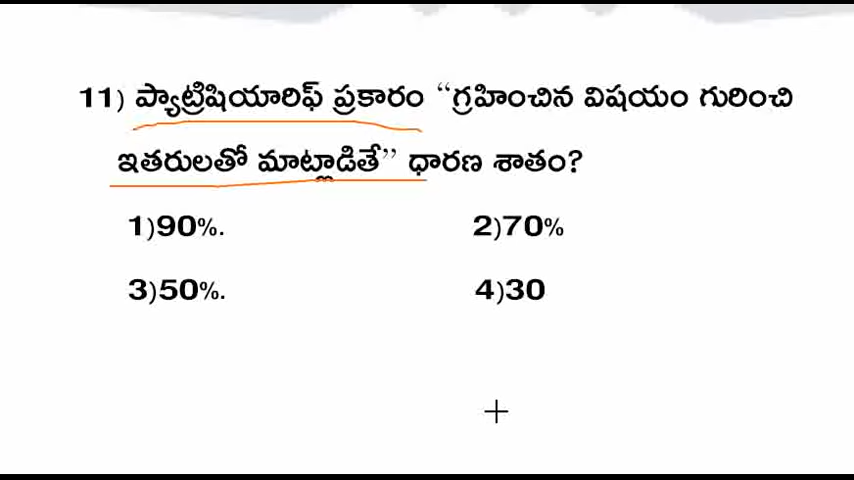 11) ప్యాట్రిషియారిఫ్ ప్రకారం “గ్రహించిన విషయం గురించి
ఇతరులతో మాట్లాడితే” ధారణ శాతం?
1)90%. 2)70%
3)50%. 4)30